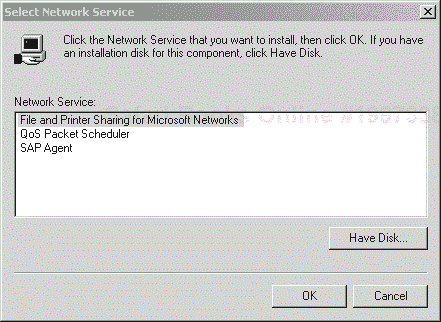 Select Network Service
Click the Network Service that you want to install, then click OK. If you have
an installation disk for this component, click Have Disk.
Network Service:
File and Printer Sharing for Microsoft Networks
QoS Packet Scheduler
SAP Agent
Have Disk...
OK
Cancel